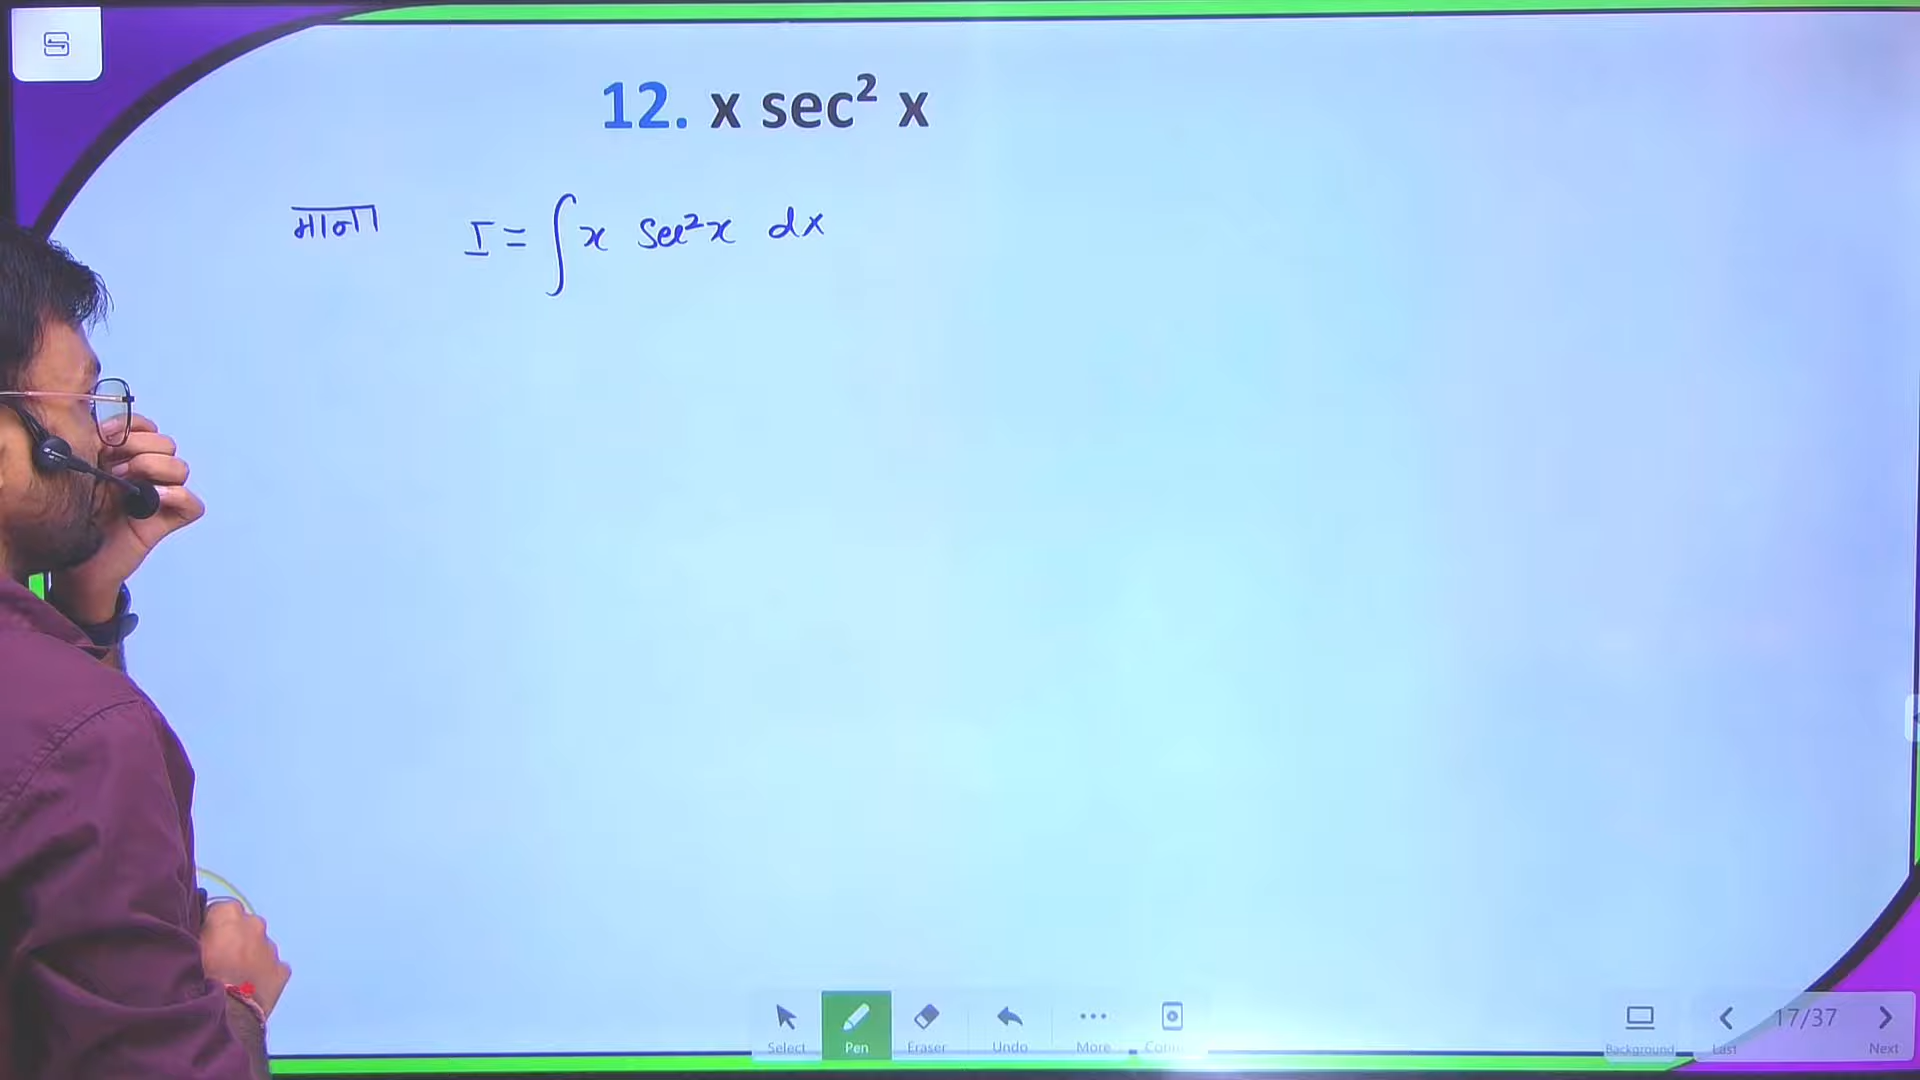 12. x sec² x
माना I = ∫ x sec²x dx
Select Pen Eraser Undo More
Background Last 17/37 Next